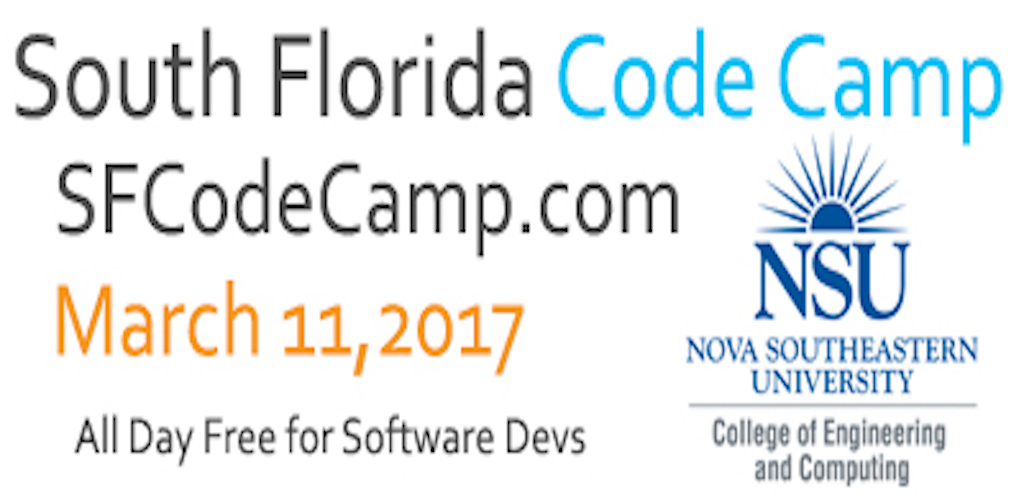 South Florida Code Camp
SFCodeCamp.com
March 11,2017
All Day Free for Software Devs
NSU
NOVA SOUTHEASTERN
UNIVERSITY
College of Engineering
and Computing